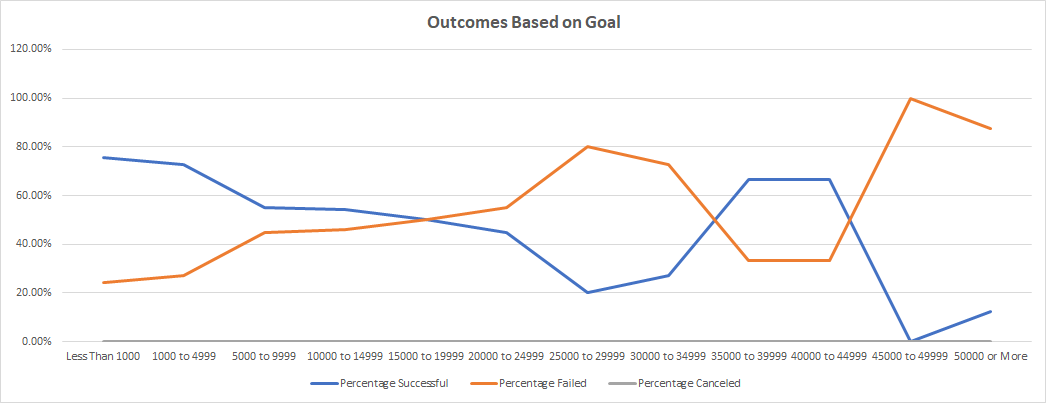 Outcomes Based on Goal
120.00%
100.00%
80.00%
60.00%
40.00%
20.00%
0.00%
Less Than 1000 1000 to 4999 5000 to 9999 10000 to 14999 15000 to 19999 20000 to 24999 25000 to 29999 30000 to 34999 35000 to 39999 40000 to 44999 45000 to 49999 50000 or More
Percentage Successful Percentage Failed Percentage Canceled